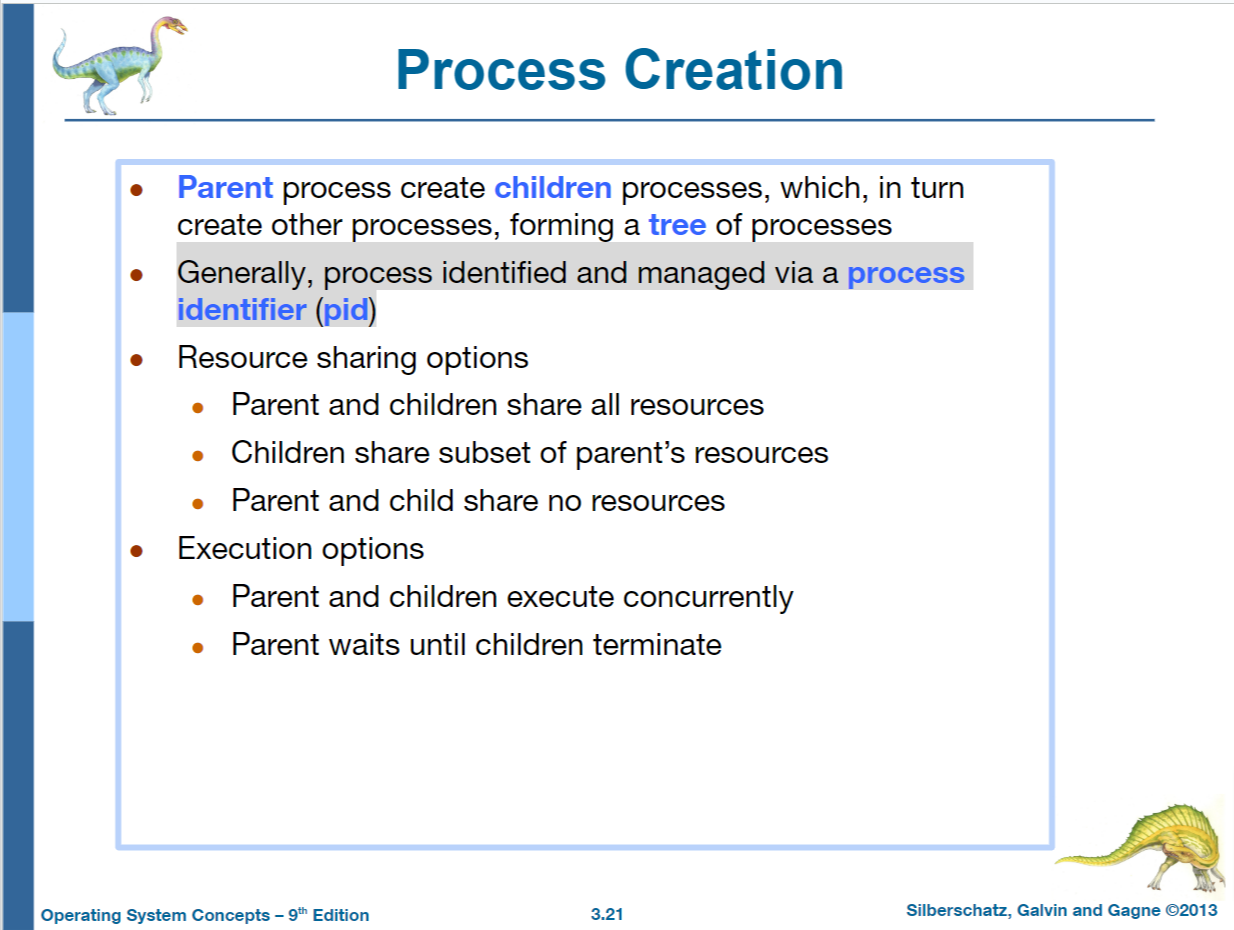 Process Creation
● Parent process create children processes, which, in turn
create other processes, forming a tree of processes
● Generally, process identified and managed via a process
identifier (pid)
● Resource sharing options
● Parent and children share all resources
● Children share subset of parent’s resources
● Parent and child share no resources
● Execution options
● Parent and children execute concurrently
● Parent waits until children terminate
Operating System Concepts – 9th Edition
3.21
Silberschatz, Galvin and Gagne ©2013